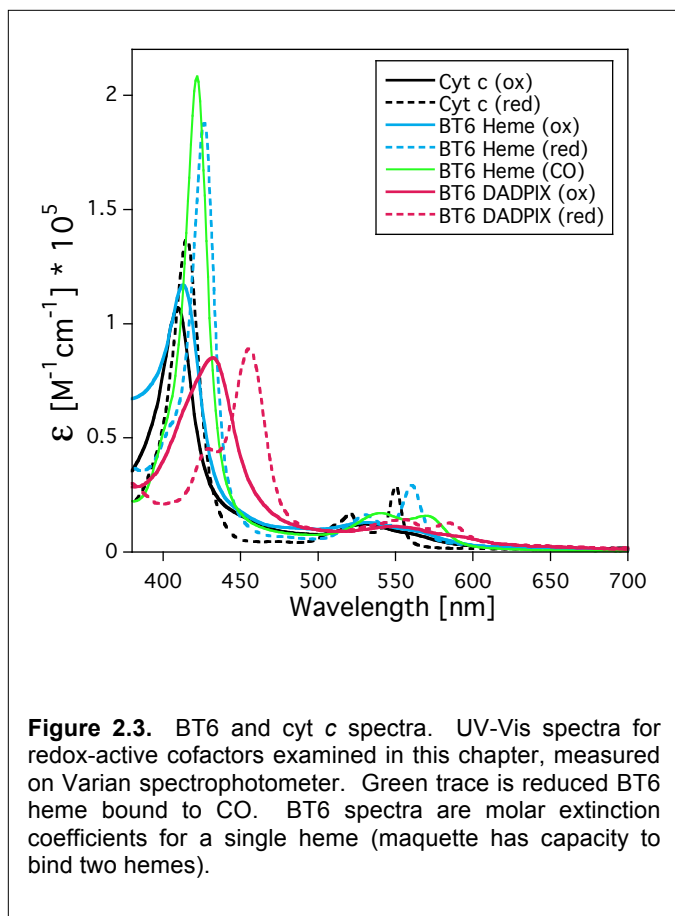 Cyt c (ox)
Cyt c (red)
BT6 Heme (ox)
BT6 Heme (red)
BT6 Heme (CO)
BT6 DADPIX (ox)
BT6 DADPIX (red)
2
1.5
1
0.5
0
ε [M⁻¹cm⁻¹] * 10⁵
400 450 500 550 600 650 700
Wavelength [nm]
Figure 2.3. BT6 and cyt c spectra. UV-Vis spectra for
redox-active cofactors examined in this chapter, measured
on Varian spectrophotometer. Green trace is reduced BT6
heme bound to CO. BT6 spectra are molar extinction
coefficients for a single heme (maquette has capacity to
bind two hemes).